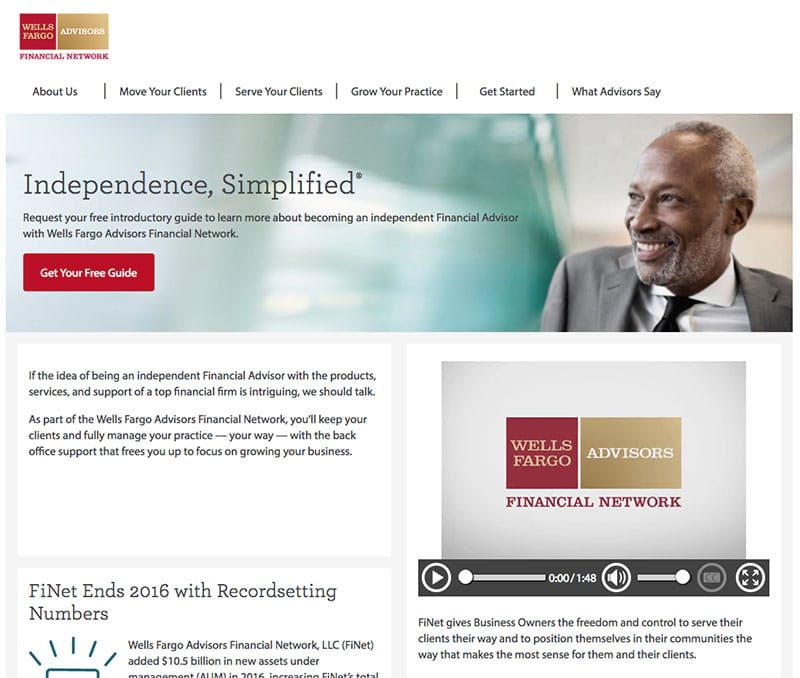 WELLS
FARGO
ADVISORS
FINANCIAL NETWORK
About Us
Move Your Clients
Serve Your Clients
Grow Your Practice
Get Started
What Advisors Say
Independence, Simplified®
Request your free introductory guide to learn more about becoming an independent Financial Advisor
with Wells Fargo Advisors Financial Network.
Get Your Free Guide
If the idea of being an independent Financial Advisor with the products,
services, and support of a top financial firm is intriguing, we should talk.
As part of the Wells Fargo Advisors Financial Network, you’ll keep your
clients and fully manage your practice — your way — with the back
office support that frees you up to focus on growing your business.
WELLS
FARGO
ADVISORS
FINANCIAL NETWORK
0:00/1:48
CC
FiNet Ends 2016 with Recordsetting
Numbers
Wells Fargo Advisors Financial Network, LLC (FiNet)
added $10.5 billion in new assets under
management (AUM) in 2016, increasing FiNet’s total
FiNet gives Business Owners the freedom and control to serve their
clients their way and to position themselves in their communities the
way that makes the most sense for them and their clients.